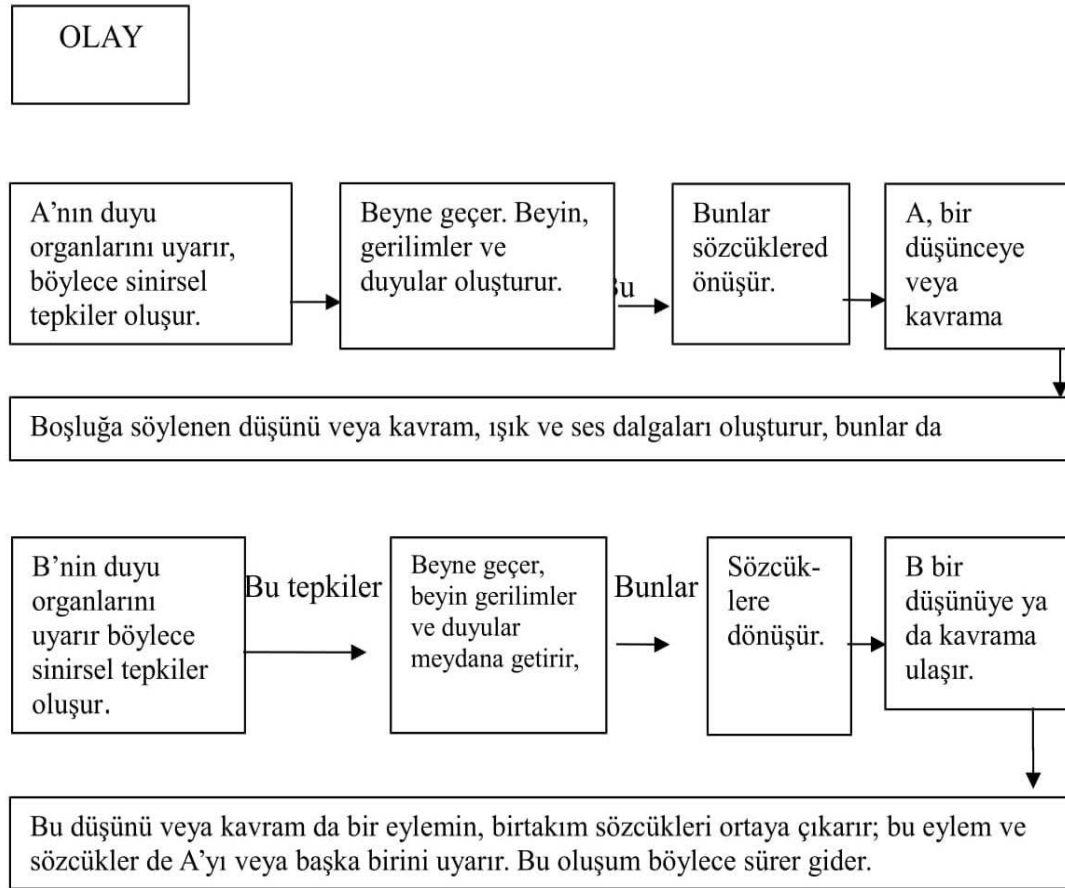 OLAY
A’nın duyu
organlarını uyarır,
böylece sinirsel
tepkiler oluşur.
Beyne geçer. Beyin,
gerilimler ve
duyular oluşturur.
Bunlar
sözcüklered
önüşür.
A, bir
düşünceye
veya
kavrama
Boşluğa söylenen düşünü veya kavram, ışık ve ses dalgaları oluşturur, bunlar da
B’nin duyu
organlarını
uyarır böylece
sinirsel tepkiler
oluşur.
Bu tepkiler
Beyne geçer,
beyin gerilimler
ve duyular
meydana getirir,
Bunlar
Sözcük-
lere
dönüşür.
B bir
düşünüye ya
da kavrama
ulaşır.
Bu düşünü veya kavram da bir eylemin, birtakım sözcükleri ortaya çıkarır; bu eylem ve
sözcükler de A’yı veya başka birini uyarır. Bu oluşum böylece sürer gider.